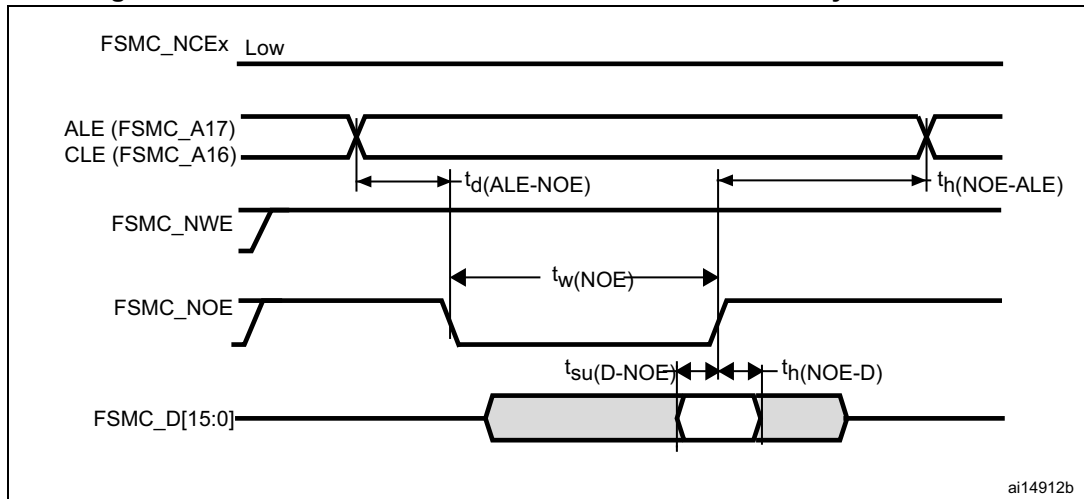 FSMC_NCEx Low
ALE (FSMC_A17)
CLE (FSMC_A16)
td(ALE-NOE)
th(NOE-ALE)
FSMC_NWE
tw(NOE)
FSMC_NOE
tsu(D-NOE)
th(NOE-D)
FSMC_D[15:0]
ai14912b